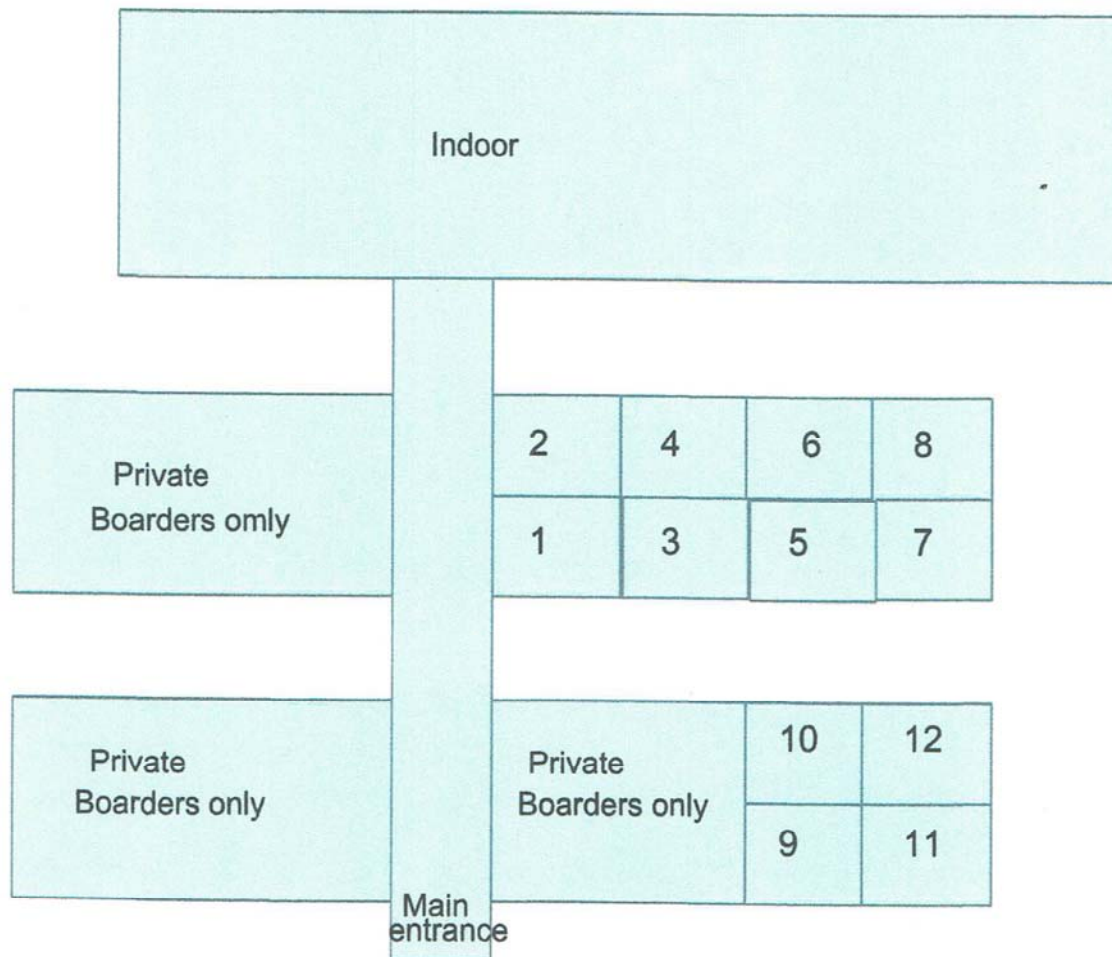 Indoor
2 4 6 8
Private
Boarders omly
1 3 5 7
Private
Boarders only
Private
Boarders only
10 12
9 11
Main
entrance